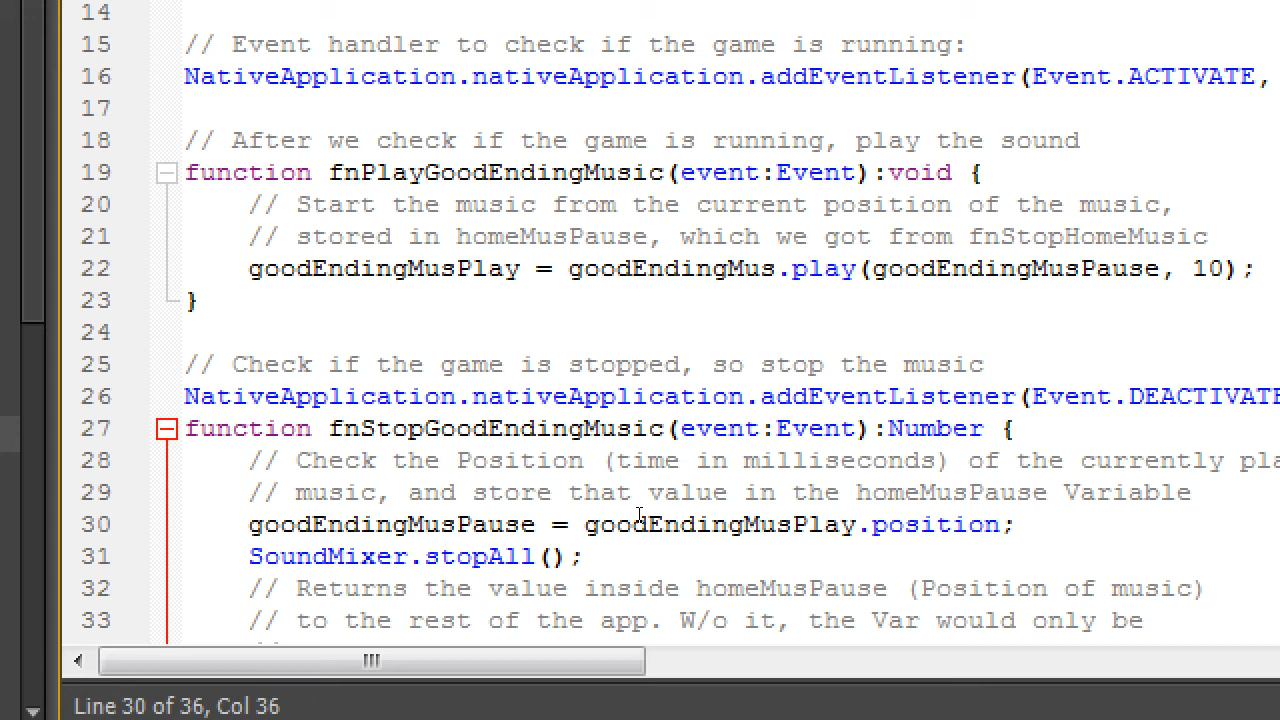 14
15 // Event handler to check if the game is running:
16 NativeApplication.nativeApplication.addEventListener(Event.ACTIVATE,
17
18 // After we check if the game is running, play the sound
19 function fnPlayGoodEndingMusic(event:Event):void {
20 // Start the music from the current position of the music,
21 // stored in homeMusPause, which we got from fnStopHomeMusic
22 goodEndingMusPlay = goodEndingMus.play(goodEndingMusPause, 10);
23 }
24
25 // Check if the game is stopped, so stop the music
26 NativeApplication.nativeApplication.addEventListener(Event.DEACTIVATE
27 function fnStopGoodEndingMusic(event:Event):Number {
28 // Check the Position (time in milliseconds) of the currently pla
29 // music, and store that value in the homeMusPause Variable
30 goodEndingMusPause = goodEndingMusPlay.position;
31 SoundMixer.stopAll();
32 // Returns the value inside homeMusPause (Position of music)
33 // to the rest of the app. W/o it, the Var would only be
Line 30 of 36, Col 36